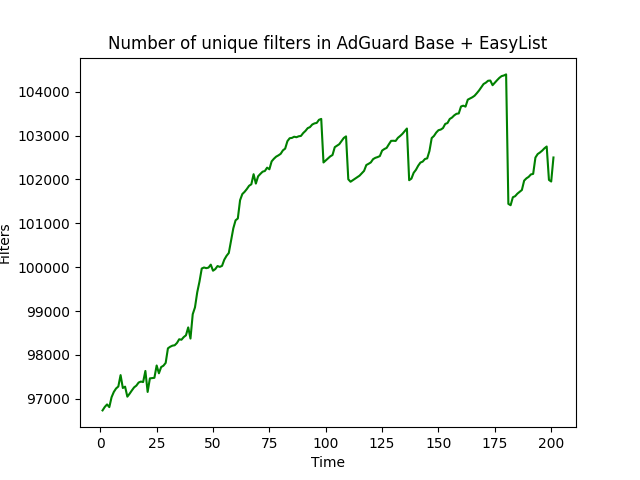 Number of unique filters in AdGuard Base + EasyList
104000
103000
102000
101000
100000
99000
98000
97000
Filters
0 25 50 75 100 125 150 175 200
Time